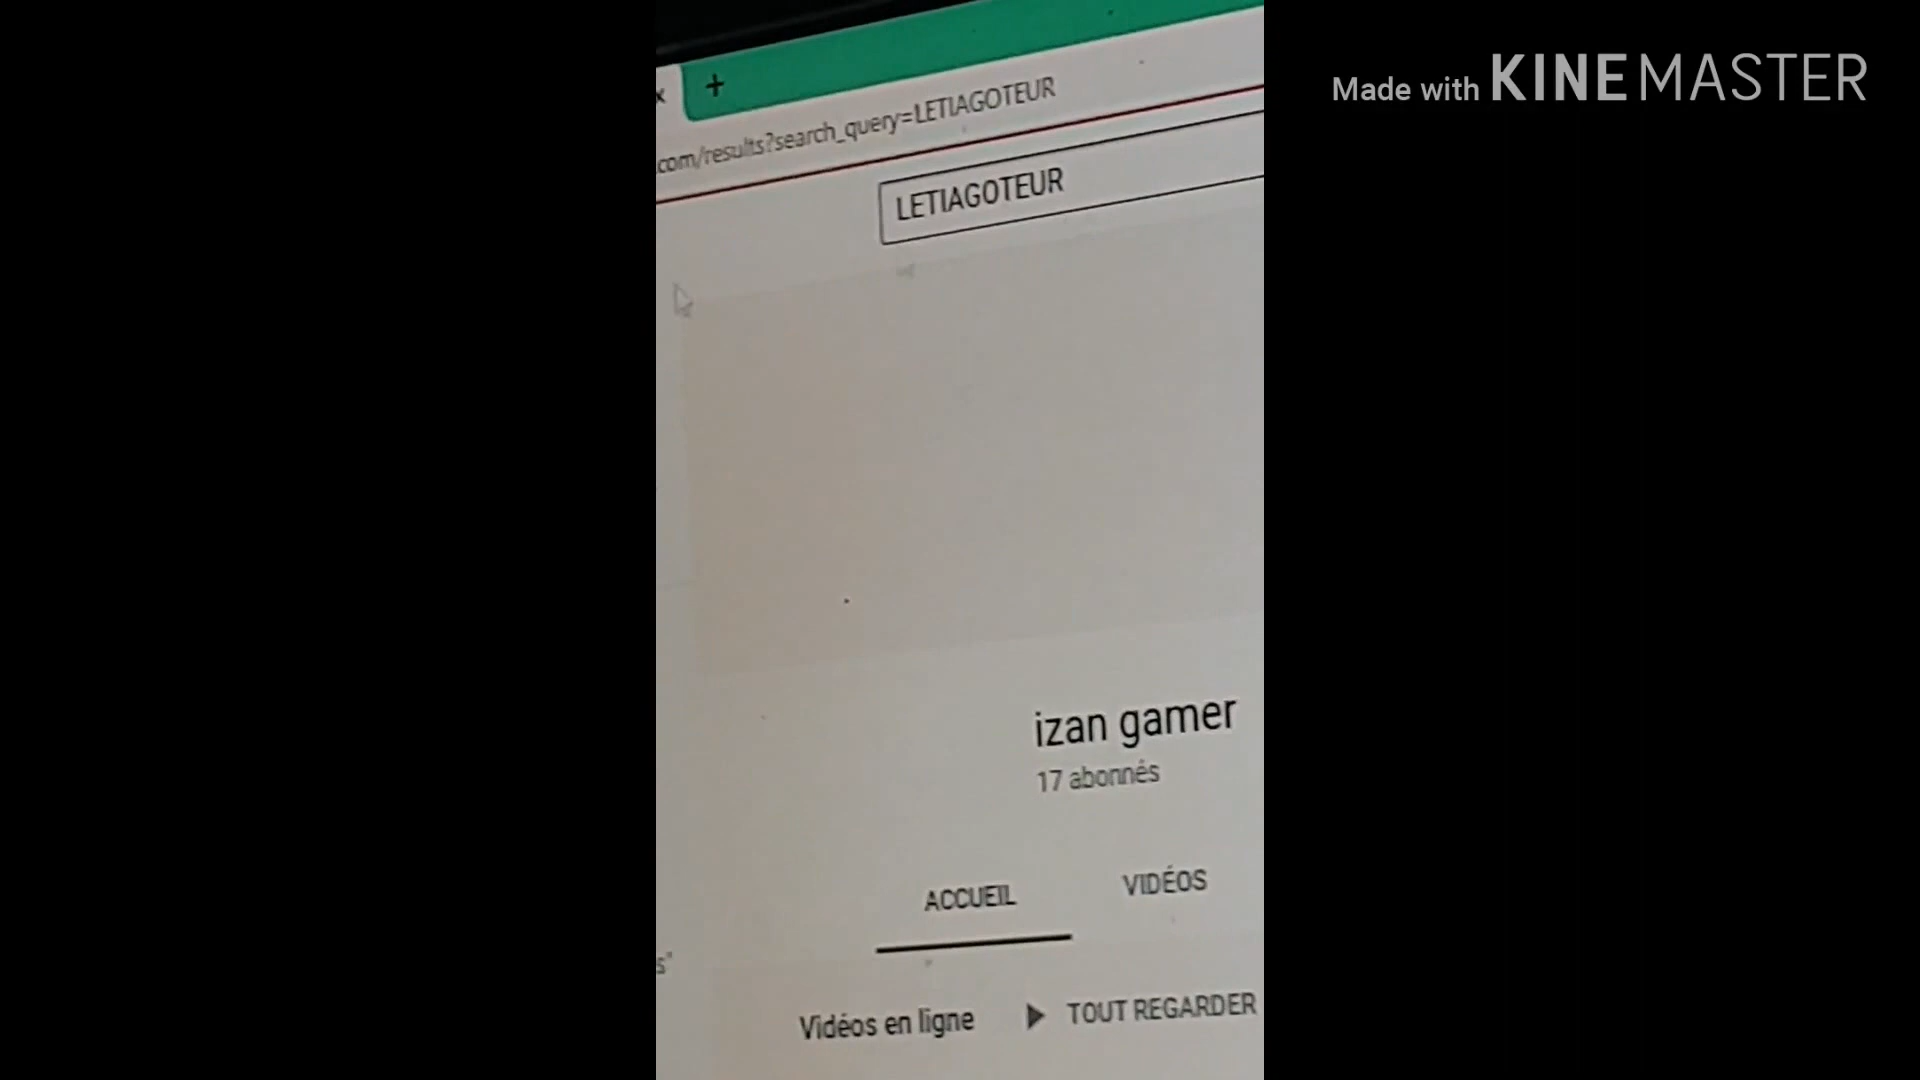 Made with KINEMASTER
x +
.com/results?search_query=LETIAGOTEUR
LETIAGOTEUR
izan gamer
17 abonnés
ACCUEIL VIDÉOS
s"
Vidéos en ligne TOUT REGARDER